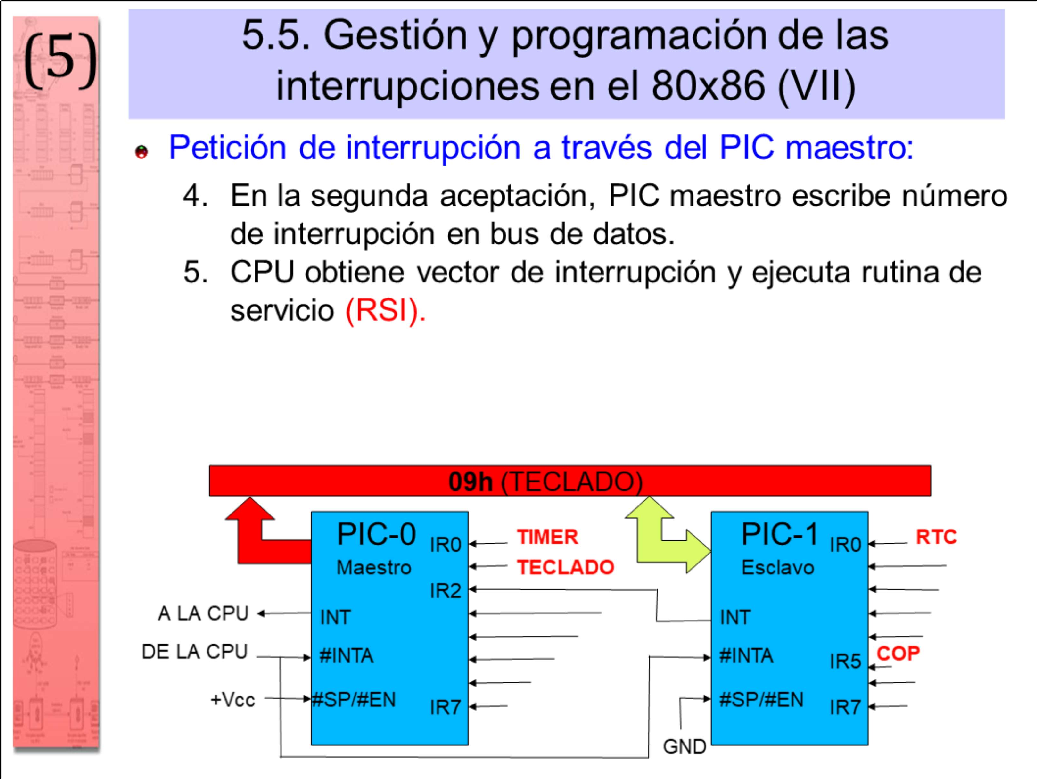 (5)
5.5. Gestión y programación de las
interrupciones en el 80x86 (VII)
Petición de interrupción a través del PIC maestro:
4. En la segunda aceptación, PIC maestro escribe número
de interrupción en bus de datos.
5. CPU obtiene vector de interrupción y ejecuta rutina de
servicio (RSI).
09h (TECLADO)
PIC-0
Maestro
IR0
TIMER
TECLADO
IR2
A LA CPU
INT
DE LA CPU
#INTA
+Vcc
#SP/#EN
IR7
PIC-1
Esclavo
IR0
RTC
INT
#INTA
IR5
COP
#SP/#EN
IR7
GND